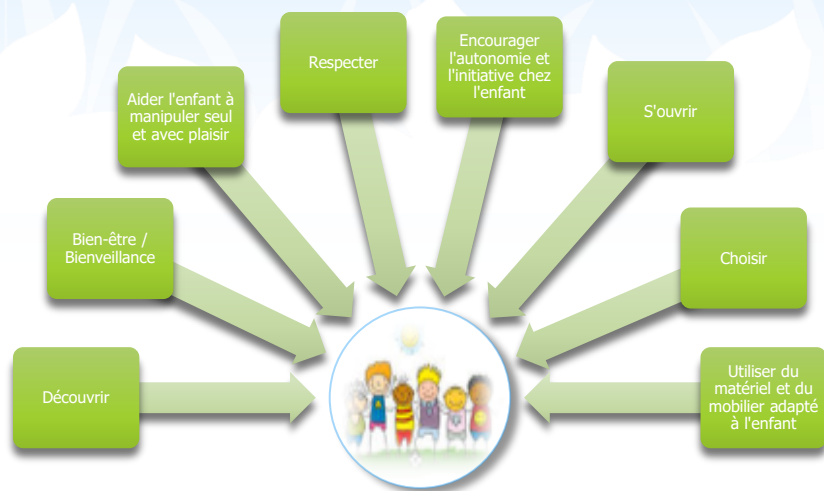 Découvrir
Bien-être /
Bienveillance
Aider l'enfant à
manipuler seul
et avec plaisir
Respecter
Encourager
l'autonomie et
l'initiative chez
l'enfant
S'ouvrir
Choisir
Utiliser du
matériel et du
mobilier adapté
à l'enfant